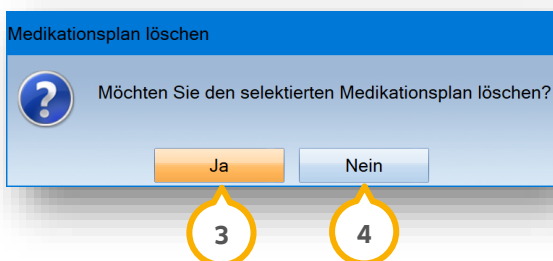 Medikationsplan löschen
Möchten Sie den selektierten Medikationsplan löschen?
Ja Nein
3 4